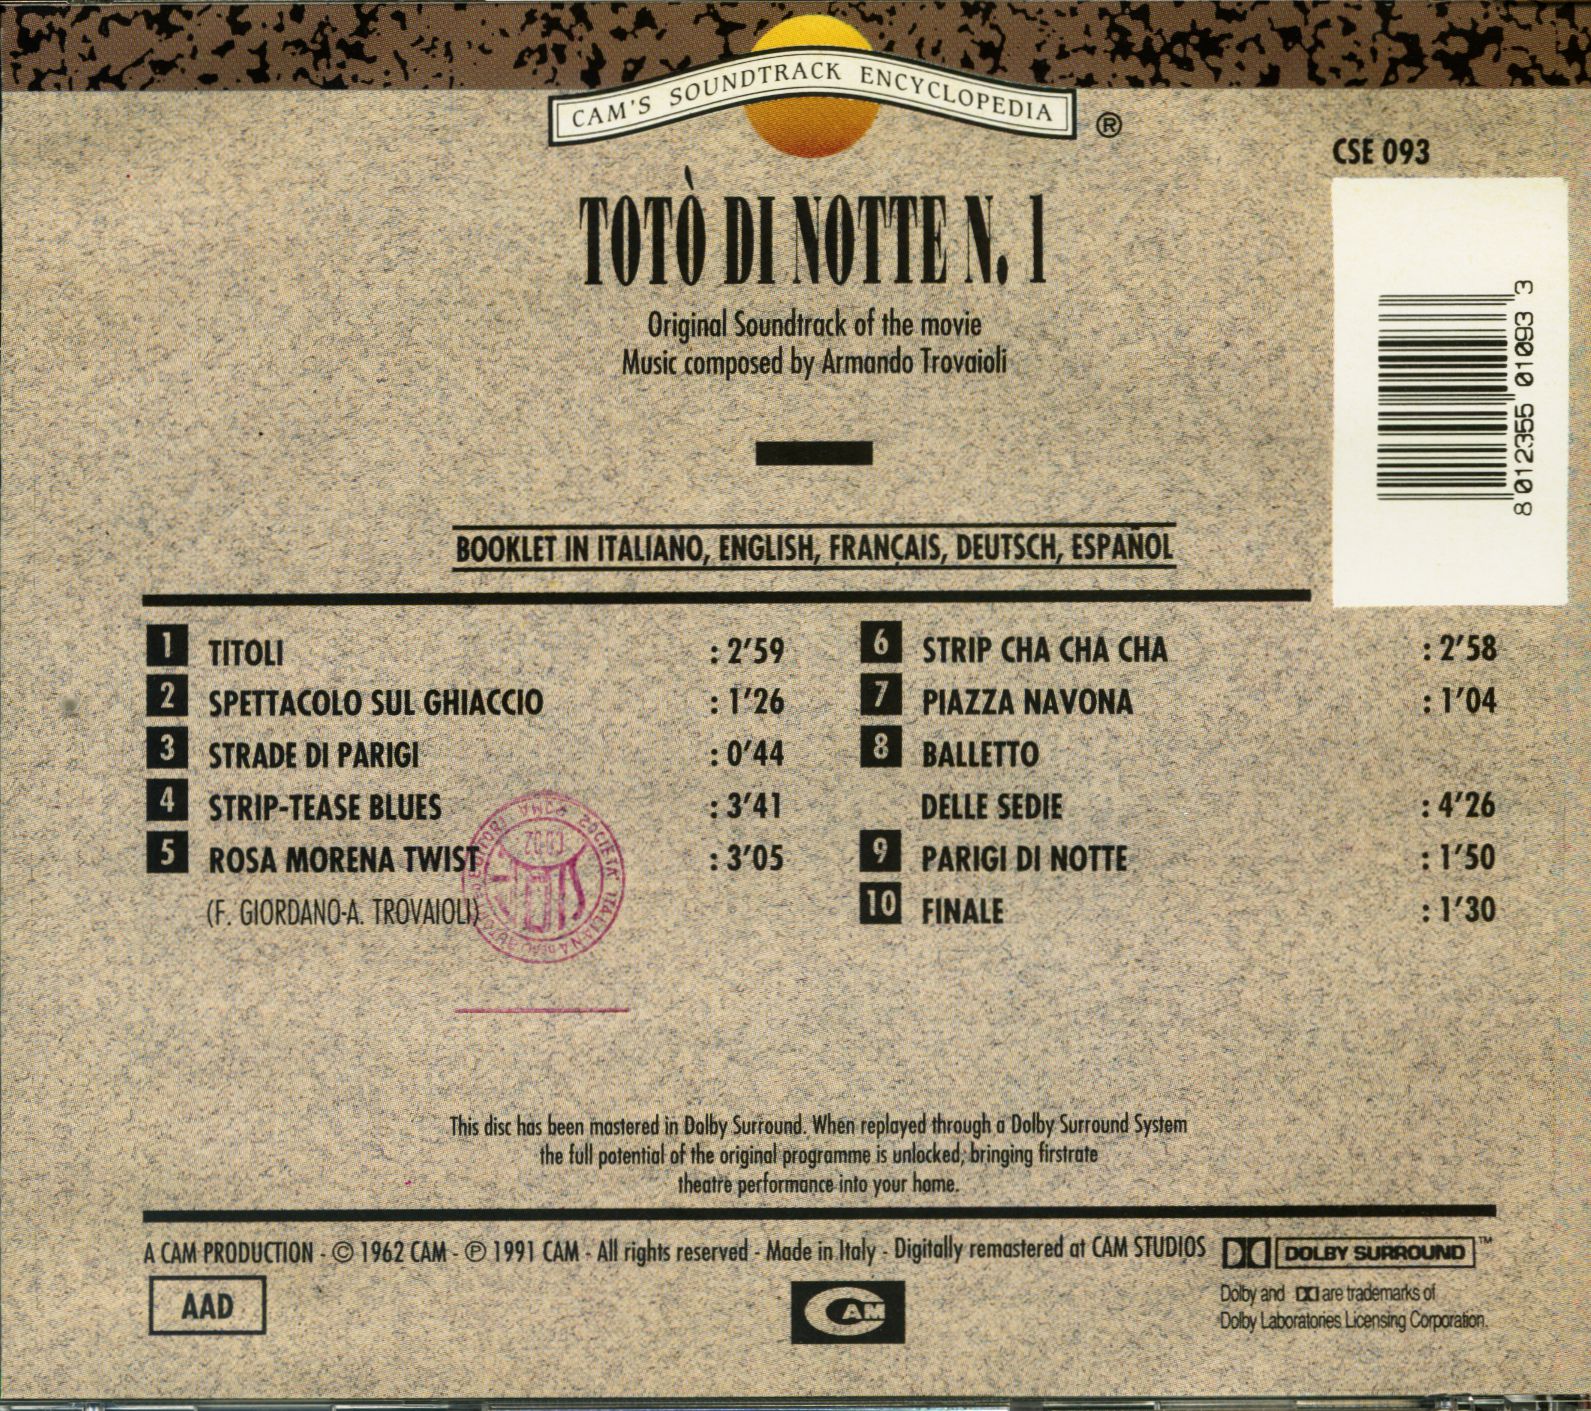 CAM'S SOUNDTRACK ENCYCLOPEDIA
®
CSE 093
TOTÒ DI NOTTE N. 1
Original Soundtrack of the movie
Music composed by Armando Trovaioli
8 012355 01093 3
BOOKLET IN ITALIANO, ENGLISH, FRANÇAIS, DEUTSCH, ESPAÑOL
1 TITOLI : 2'59
2 SPETTACOLO SUL GHIACCIO : 1'26
3 STRADE DI PARIGI : 0'44
4 STRIP-TEASE BLUES : 3'41
5 ROSA MORENA TWIST : 3'05
(F. GIORDANO-A. TROVAIOLI)
6 STRIP CHA CHA CHA : 2'58
7 PIAZZA NAVONA : 1'04
8 BALLETTO
DELLE SEDIE : 4'26
9 PARIGI DI NOTTE : 1'50
10 FINALE : 1'30
SOCIETA' ITALIANA EDITORI ROMA
This disc has been mastered in Dolby Surround. When replayed through a Dolby Surround System
the full potential of the original programme is unlocked, bringing firstrate
theatre performance into your home.
A CAM PRODUCTION - © 1962 CAM - ℗ 1991 CAM - All rights reserved - Made in Italy - Digitally remastered at CAM STUDIOS
DOLBY SURROUND ™
AAD
CAM
Dolby and are trademarks of
Dolby Laboratories Licensing Corporation.